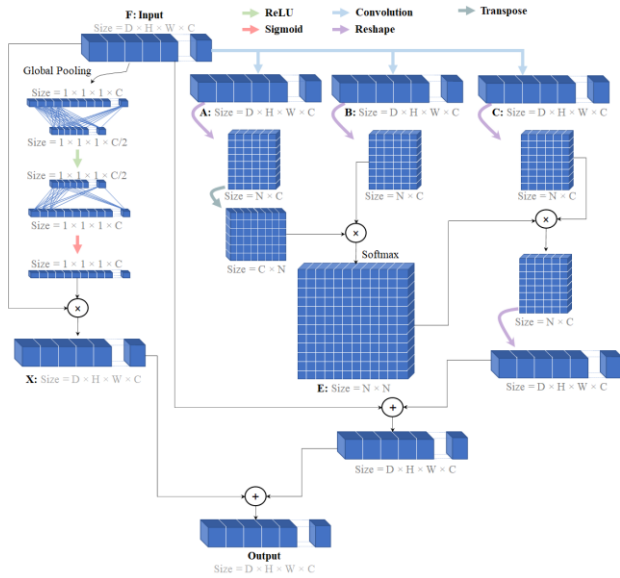 F: Input
Size = D × H × W × C
ReLU
Sigmoid
Convolution
Reshape
Transpose
Global Pooling
Size = 1 × 1 × 1 × C
Size = 1 × 1 × 1 × C/2
Size = 1 × 1 × 1 × C/2
Size = 1 × 1 × 1 × C
Size = 1 × 1 × 1 × C
×
X: Size = D × H × W × C
A: Size = D × H × W × C
B: Size = D × H × W × C
C: Size = D × H × W × C
Size = N × C
Size = N × C
Size = N × C
Size = C × N
×
Softmax
×
Size = N × C
E: Size = N × N
Size = D × H × W × C
+
Size = D × H × W × C
+
Output
Size = D × H × W × C